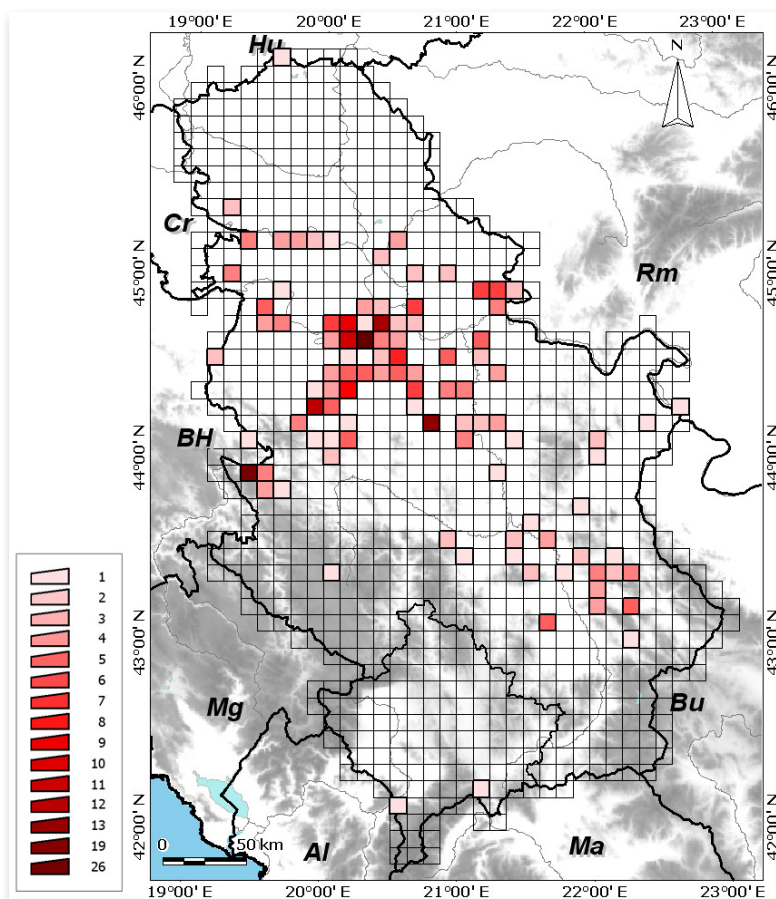 19°00' E 20°00' E 21°00' E 22°00' E 23°00' E
Hu
N
46°00' N
46°00' N
Cr
45°00' N
Rm
45°00' N
BH
44°00' N
44°00' N
1
2
3
4
5
6
7
8
9
10
11
12
13
19
26
43°00' N
43°00' N
Mg
Bu
42°00' N
42°00' N
0 50 km
Al
Ma
19°00' E 20°00' E 21°00' E 22°00' E 23°00' E